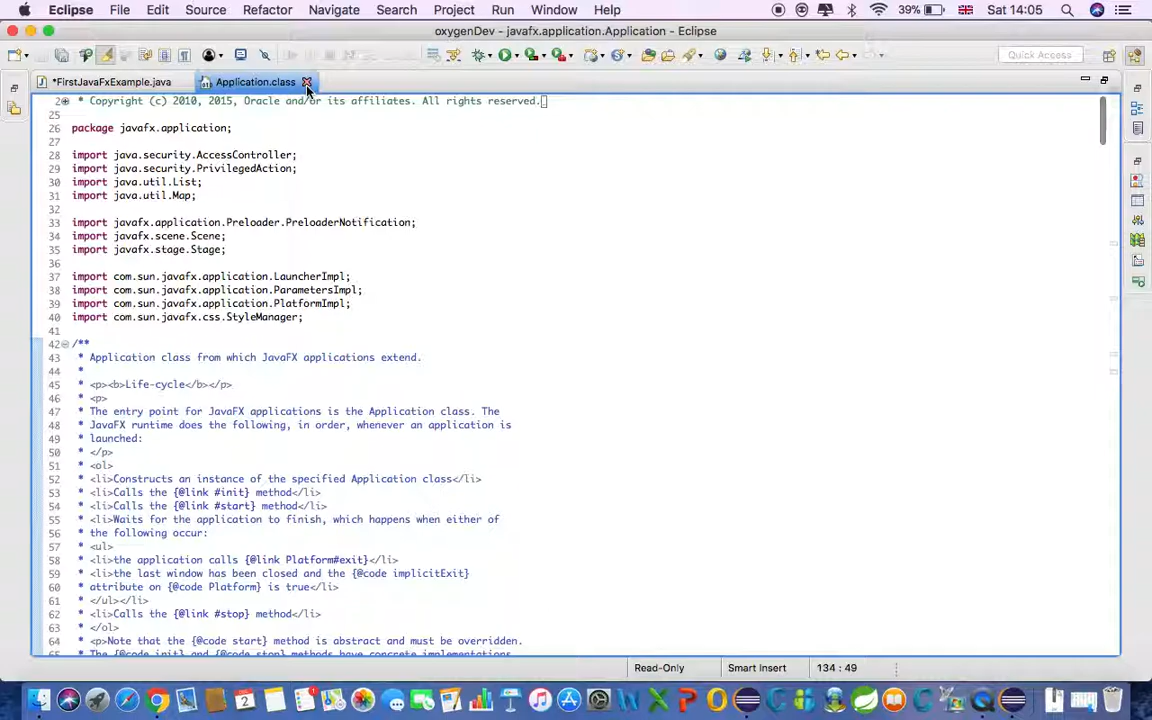 Eclipse File Edit Source Refactor Navigate Search Project Run Window Help 39% Sat 14:05
oxygenDev - javafx.application.Application - Eclipse
Quick Access
*FirstJavaFxExample.java Application.class
2 * Copyright (c) 2010, 2015, Oracle and/or its affiliates. All rights reserved.
25
26 package javafx.application;
27
28 import java.security.AccessController;
29 import java.security.PrivilegedAction;
30 import java.util.List;
31 import java.util.Map;
32
33 import javafx.application.Preloader.PreloaderNotification;
34 import javafx.scene.Scene;
35 import javafx.stage.Stage;
36
37 import com.sun.javafx.application.LauncherImpl;
38 import com.sun.javafx.application.ParametersImpl;
39 import com.sun.javafx.application.PlatformImpl;
40 import com.sun.javafx.css.StyleManager;
41
42 /**
43 * Application class from which JavaFX applications extend.
44 *
45 * <p><b>Life-cycle</b></p>
46 * <p>
47 * The entry point for JavaFX applications is the Application class. The
48 * JavaFX runtime does the following, in order, whenever an application is
49 * launched:
50 * </p>
51 * <ol>
52 * <li>Constructs an instance of the specified Application class</li>
53 * <li>Calls the {@link #init} method</li>
54 * <li>Calls the {@link #start} method</li>
55 * <li>Waits for the application to finish, which happens when either of
56 * the following occur:
57 * <ul>
58 * <li>the application calls {@link Platform#exit}</li>
59 * <li>the last window has been closed and the {@code implicitExit}
60 * attribute on {@code Platform} is true</li>
61 * </ul></li>
62 * <li>Calls the {@link #stop} method</li>
63 * </ol>
64 * <p>Note that the {@code start} method is abstract and must be overridden.
65 * The {@code init} and {@code stop} methods have concrete implementations
Read-Only Smart Insert 134 : 49